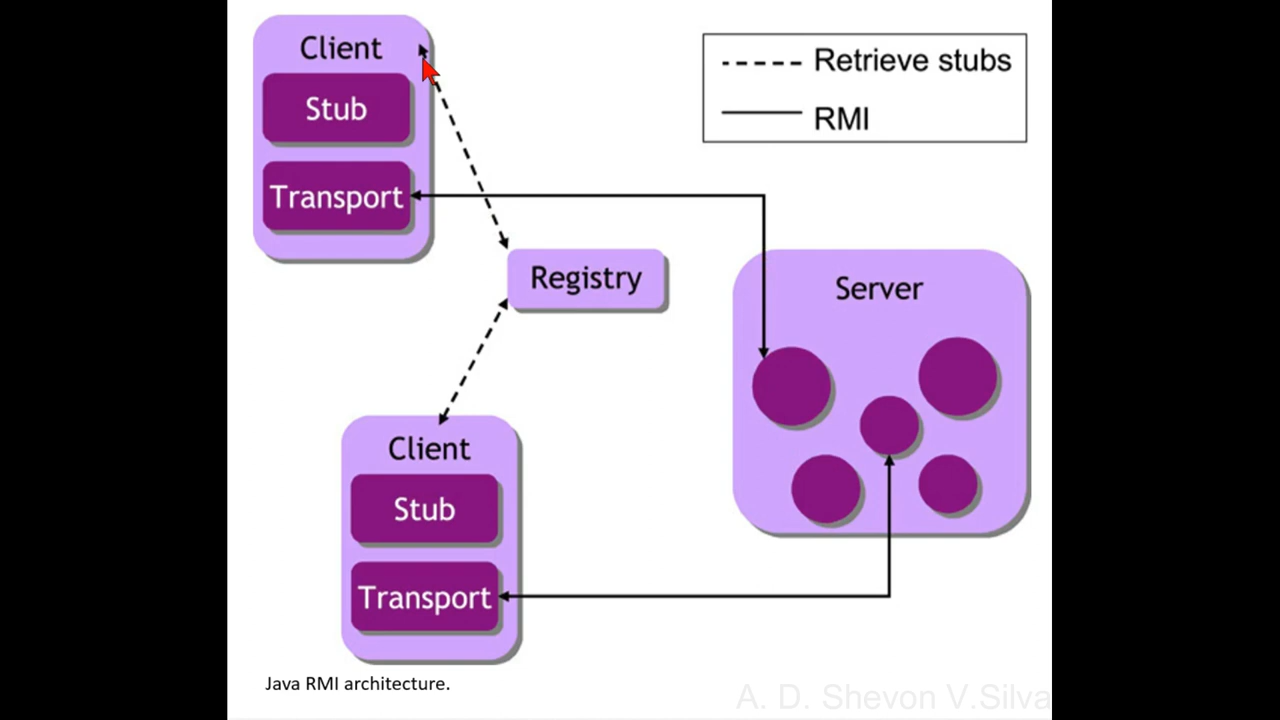 Client
Stub
Transport
Retrieve stubs
RMI
Registry
Server
Client
Stub
Transport
Java RMI architecture.
A. D. Shevon V.Silva